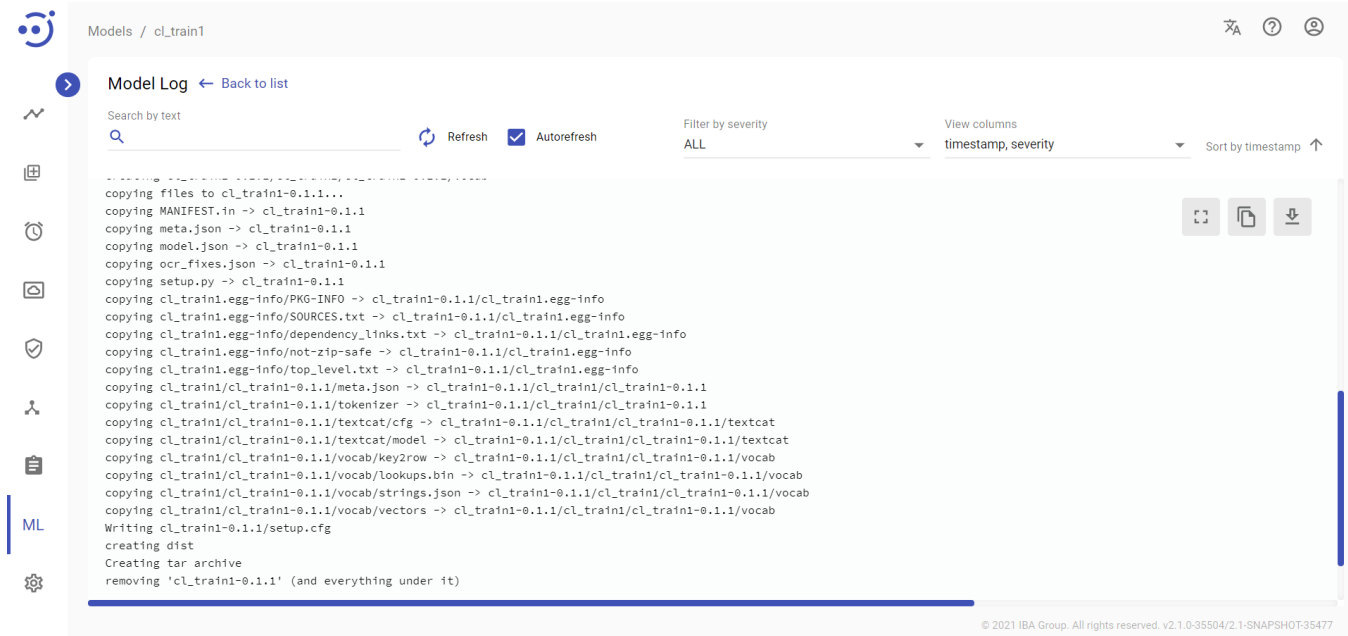 Models / cl_train1
Model Log ← Back to list
Search by text
Refresh
Autorefresh
Filter by severity
ALL
View columns
timestamp, severity
Sort by timestamp
copying files to cl_train1-0.1.1...
copying MANIFEST.in -> cl_train1-0.1.1
copying meta.json -> cl_train1-0.1.1
copying model.json -> cl_train1-0.1.1
copying ocr_fixes.json -> cl_train1-0.1.1
copying setup.py -> cl_train1-0.1.1
copying cl_train1.egg-info/PKG-INFO -> cl_train1-0.1.1/cl_train1.egg-info
copying cl_train1.egg-info/SOURCES.txt -> cl_train1-0.1.1/cl_train1.egg-info
copying cl_train1.egg-info/dependency_links.txt -> cl_train1-0.1.1/cl_train1.egg-info
copying cl_train1.egg-info/not-zip-safe -> cl_train1-0.1.1/cl_train1.egg-info
copying cl_train1.egg-info/top_level.txt -> cl_train1-0.1.1/cl_train1.egg-info
copying cl_train1/cl_train1-0.1.1/meta.json -> cl_train1-0.1.1/cl_train1/cl_train1-0.1.1
copying cl_train1/cl_train1-0.1.1/tokenizer -> cl_train1-0.1.1/cl_train1/cl_train1-0.1.1
copying cl_train1/cl_train1-0.1.1/textcat/cfg -> cl_train1-0.1.1/cl_train1/cl_train1-0.1.1/textcat
copying cl_train1/cl_train1-0.1.1/textcat/model -> cl_train1-0.1.1/cl_train1/cl_train1-0.1.1/textcat
copying cl_train1/cl_train1-0.1.1/vocab/key2row -> cl_train1-0.1.1/cl_train1/cl_train1-0.1.1/vocab
copying cl_train1/cl_train1-0.1.1/vocab/lookups.bin -> cl_train1-0.1.1/cl_train1/cl_train1-0.1.1/vocab
copying cl_train1/cl_train1-0.1.1/vocab/strings.json -> cl_train1-0.1.1/cl_train1/cl_train1-0.1.1/vocab
copying cl_train1/cl_train1-0.1.1/vocab/vectors -> cl_train1-0.1.1/cl_train1/cl_train1-0.1.1/vocab
Writing cl_train1-0.1.1/setup.cfg
creating dist
Creating tar archive
removing 'cl_train1-0.1.1' (and everything under it)
ML
© 2021 IBA Group. All rights reserved. v2.1.0-35504/2.1-SNAPSHOT-35477